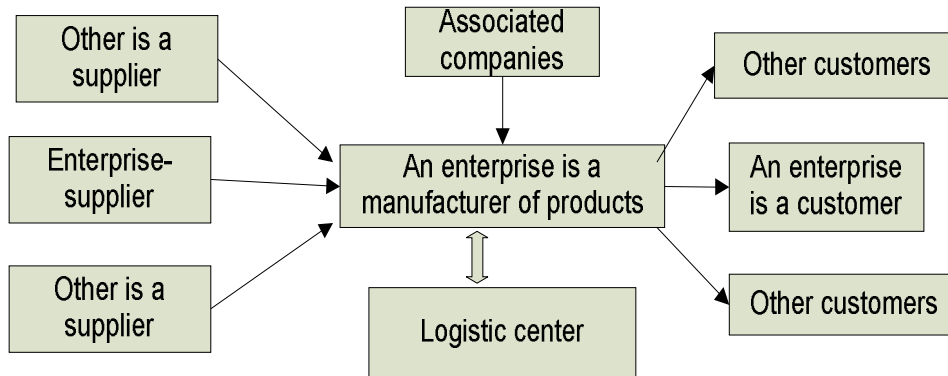 Other is a
supplier
Associated
companies
Other customers
Enterprise-
supplier
An enterprise is a
manufacturer of products
An enterprise
is a customer
Other is a
supplier
Logistic center
Other customers